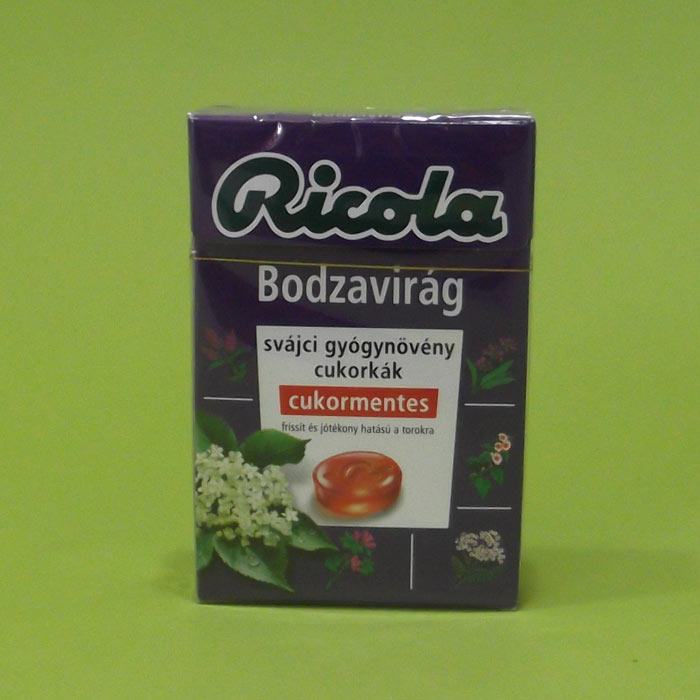 Ricola
Bodzavirág
svájci gyógynövény
cukorkák
cukormentes
frissít és jótékony hatású a torokra